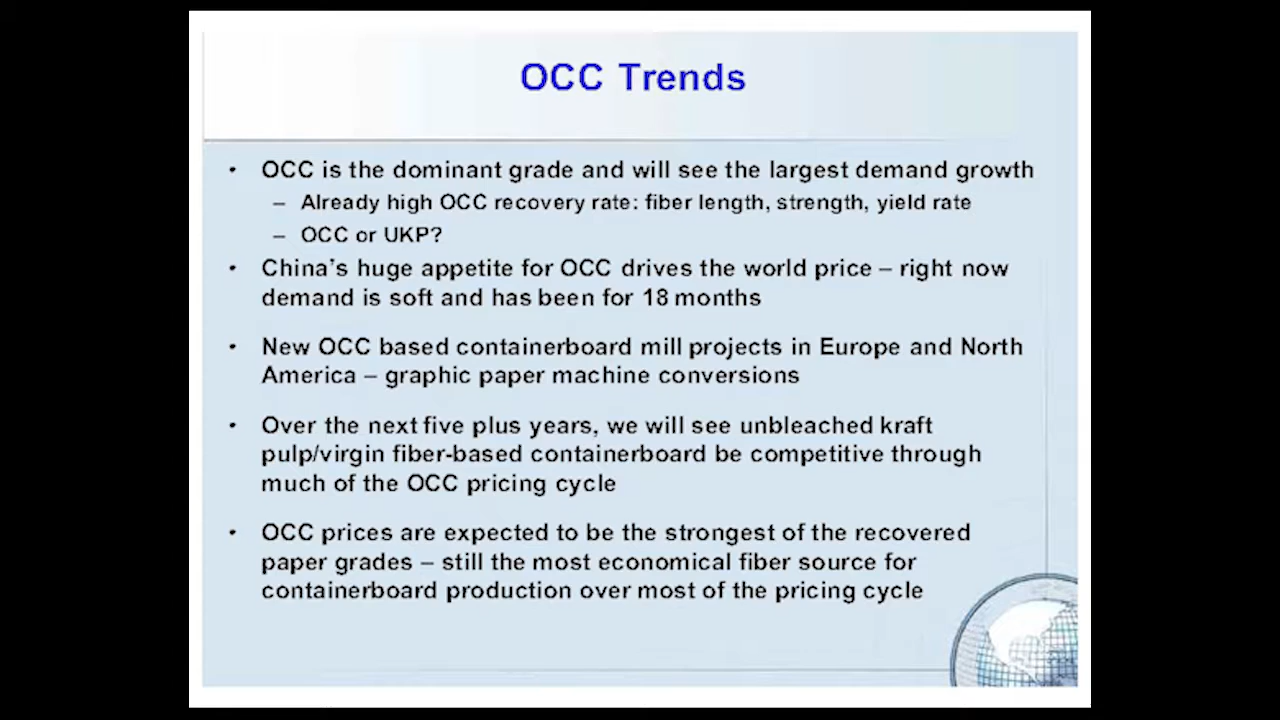 OCC Trends
• OCC is the dominant grade and will see the largest demand growth
– Already high OCC recovery rate: fiber length, strength, yield rate
– OCC or UKP?
• China's huge appetite for OCC drives the world price – right now
demand is soft and has been for 18 months
• New OCC based containerboard mill projects in Europe and North
America – graphic paper machine conversions
• Over the next five plus years, we will see unbleached kraft
pulp/virgin fiber-based containerboard be competitive through
much of the OCC pricing cycle
• OCC prices are expected to be the strongest of the recovered
paper grades – still the most economical fiber source for
containerboard production over most of the pricing cycle